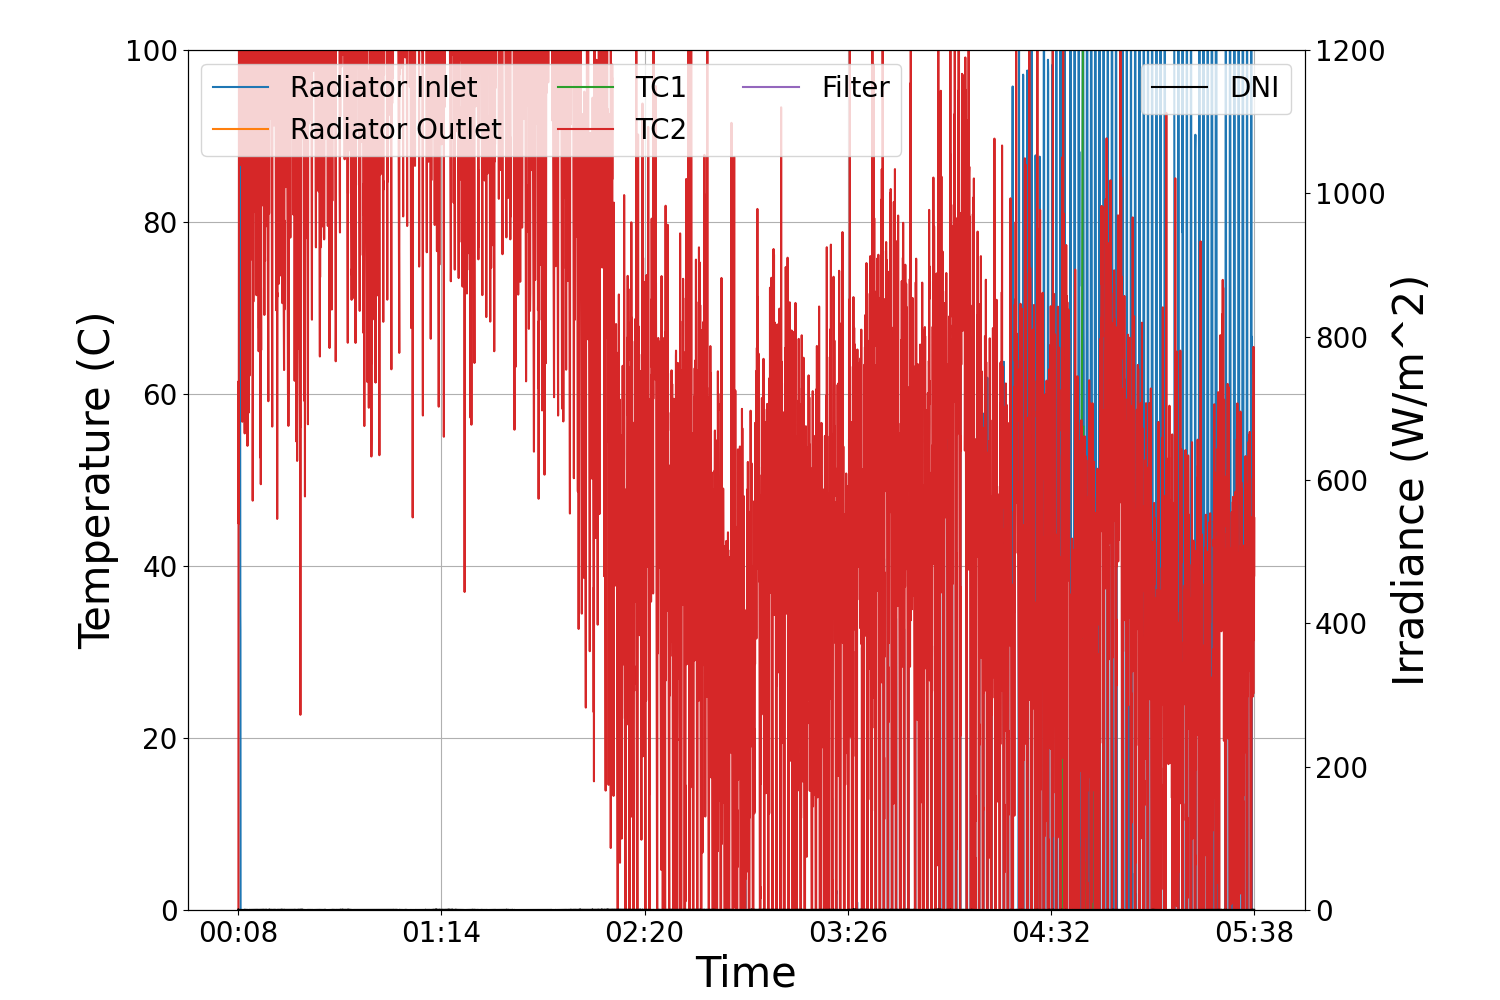 100
80
60
40
20
0
Temperature (C)
Radiator Inlet
Radiator Outlet
TC1
TC2
Filter
DNI
1200
1000
800
600
400
200
0
Irradiance (W/m^2)
00:08 01:14 02:20 03:26 04:32 05:38
Time